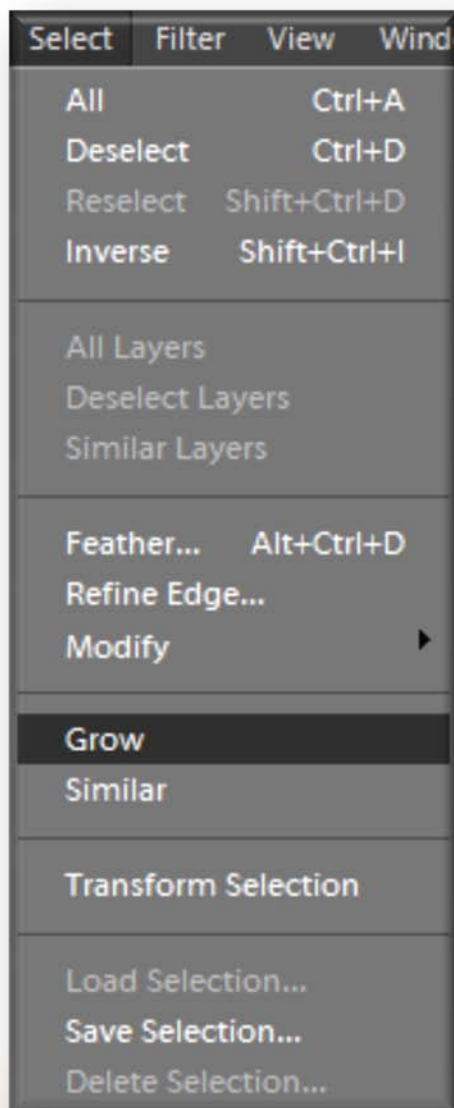 Select Filter View Wind
All Ctrl+A
Deselect Ctrl+D
Reselect Shift+Ctrl+D
Inverse Shift+Ctrl+I
All Layers
Deselect Layers
Similar Layers
Feather... Alt+Ctrl+D
Refine Edge...
Modify
Grow
Similar
Transform Selection
Load Selection...
Save Selection...
Delete Selection...